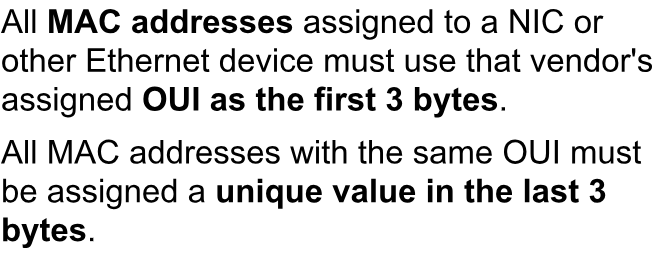 All MAC addresses assigned to a NIC or
other Ethernet device must use that vendor's
assigned OUI as the first 3 bytes.
All MAC addresses with the same OUI must
be assigned a unique value in the last 3
bytes.